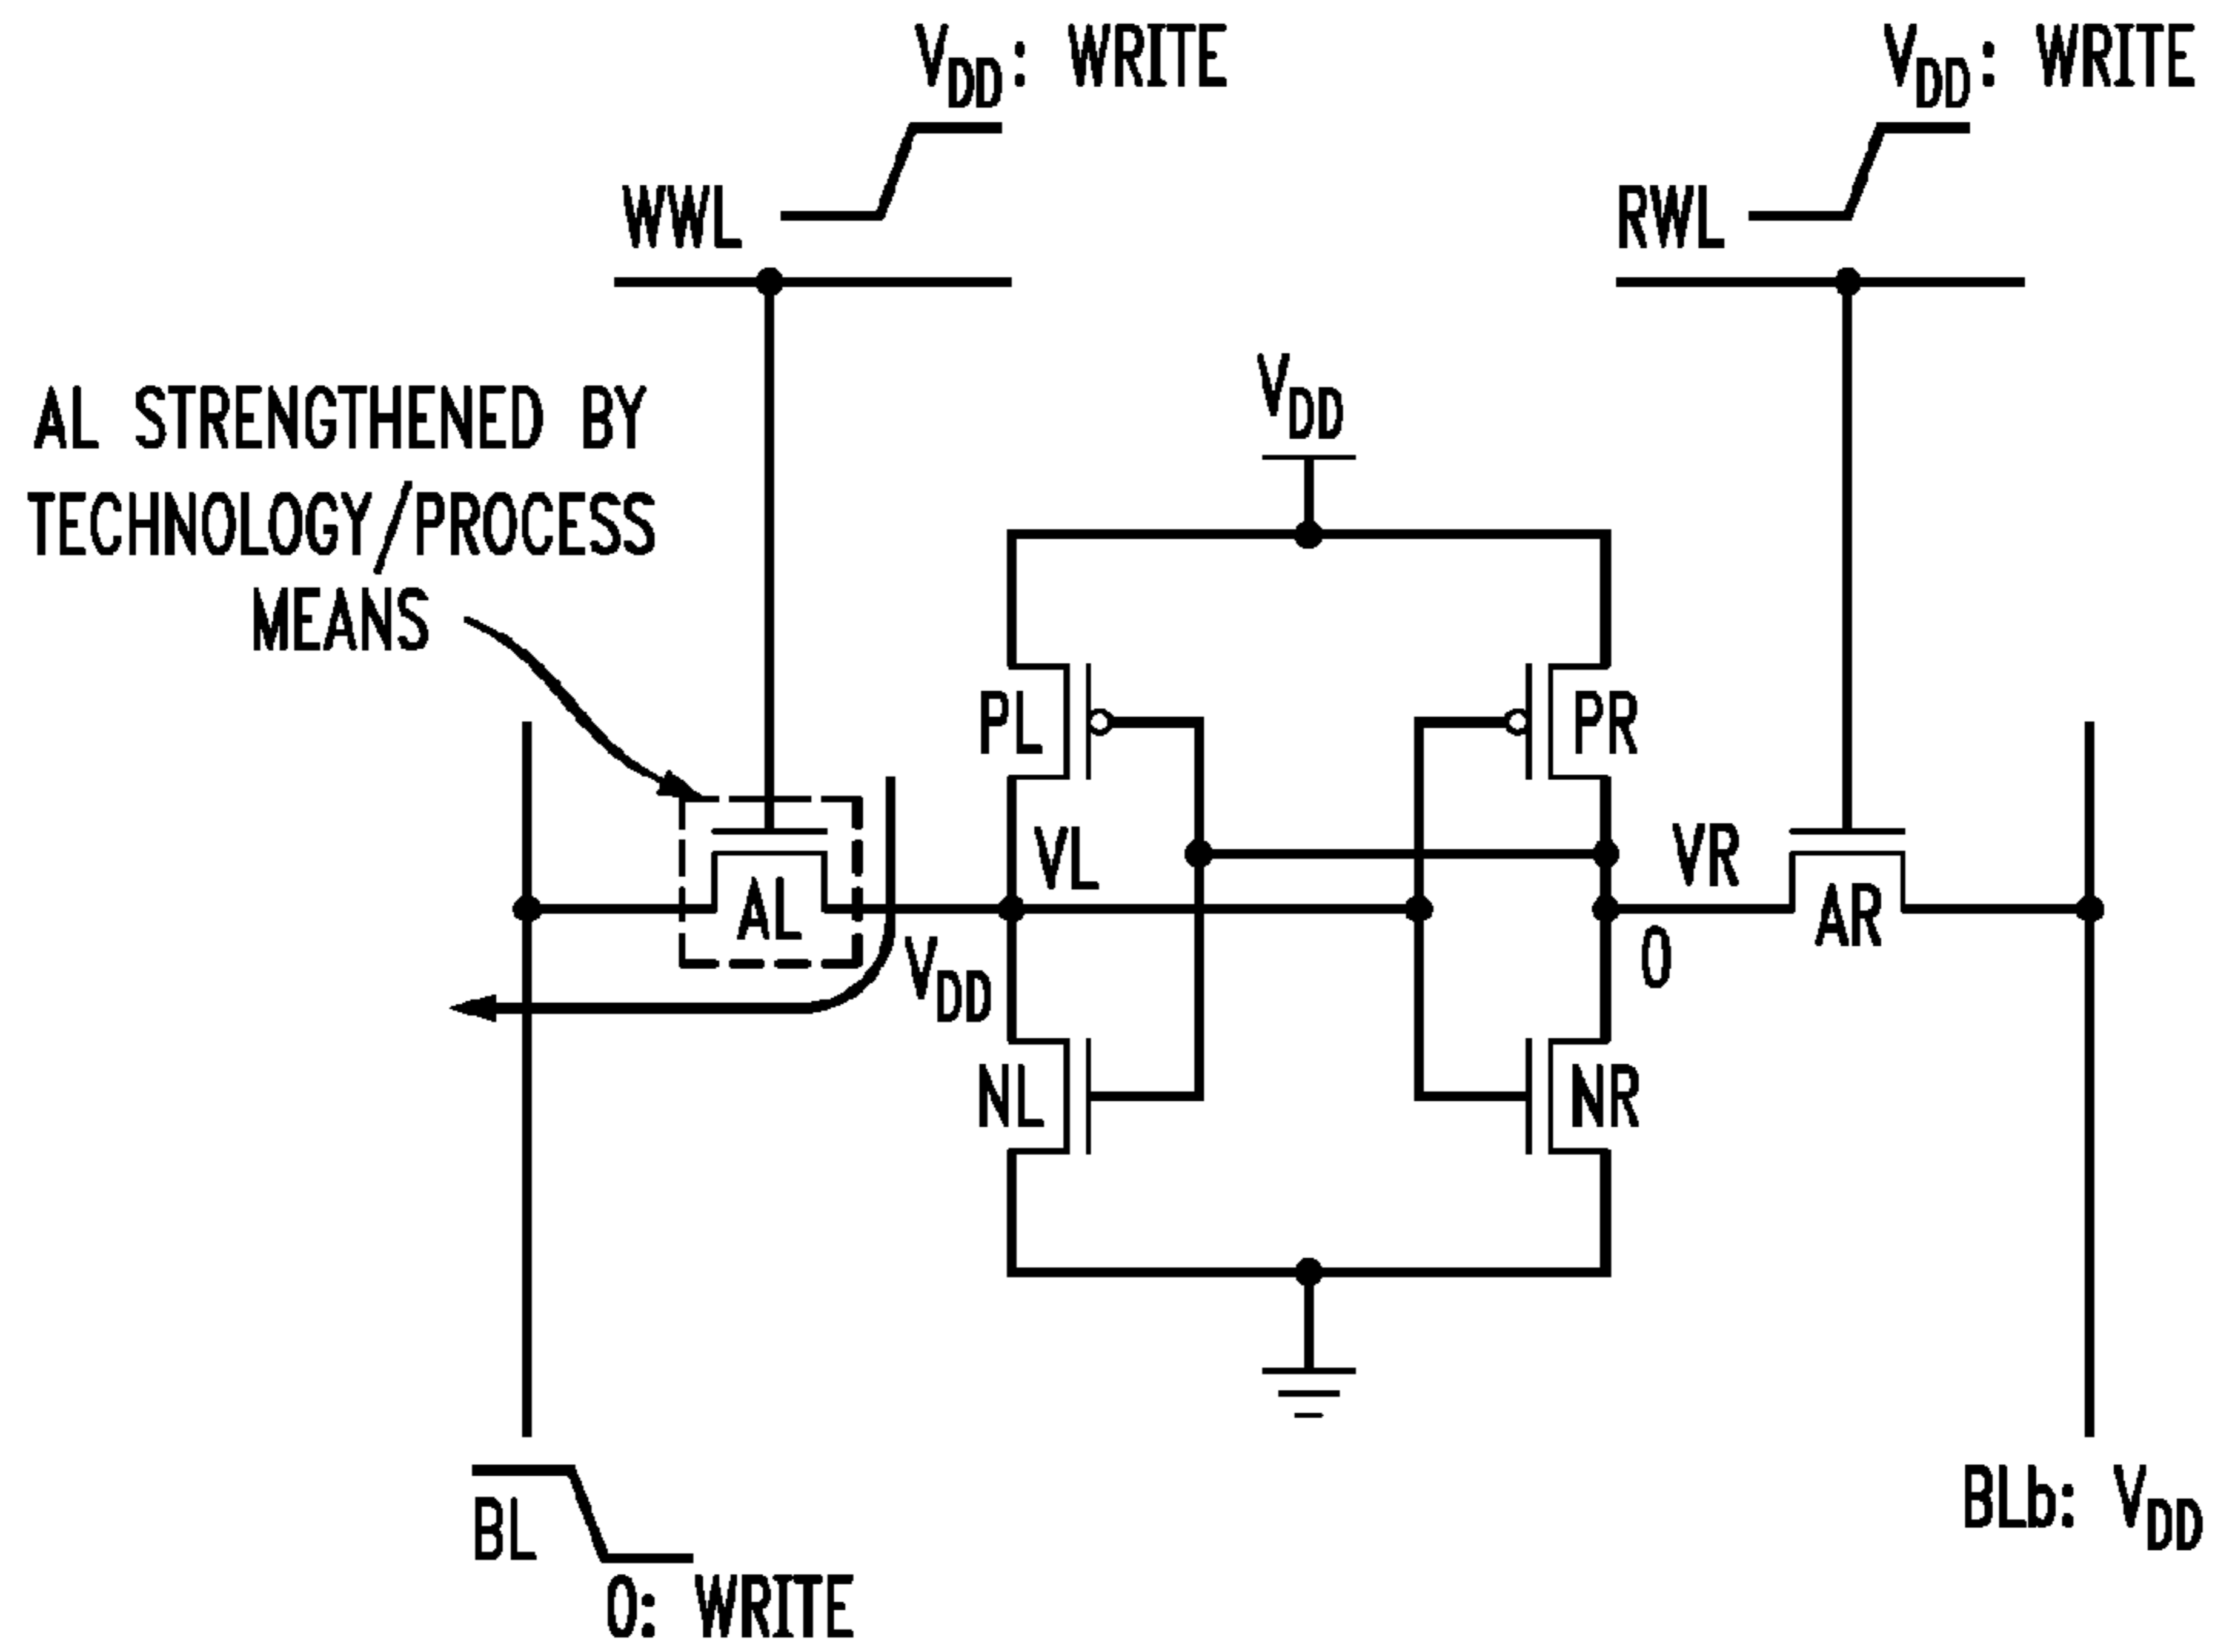 V_DD: WRITE
V_DD: WRITE
WWL
RWL
V_DD
AL STRENGTHENED BY
TECHNOLOGY/PROCESS
MEANS
PL
PR
VL
VR
AL
AR
V_DD
0
NL
NR
BL
0: WRITE
BLb: V_DD